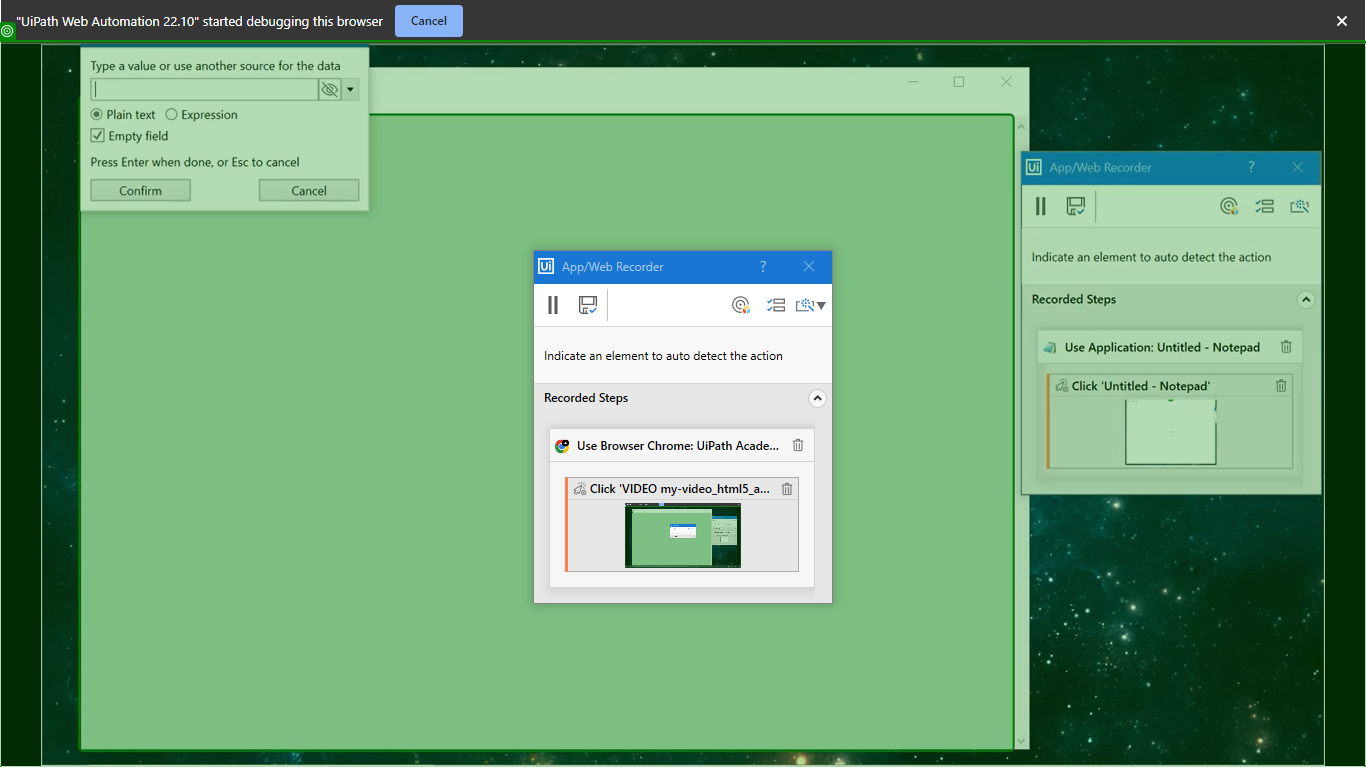 "UiPath Web Automation 22.10" started debugging this browser
Cancel
Type a value or use another source for the data
Plain text
Expression
Empty field
Press Enter when done, or Esc to cancel
Confirm
Cancel
Ui App/Web Recorder ?
Indicate an element to auto detect the action
Recorded Steps
Use Browser Chrome: UiPath Acade...
Click 'VIDEO my-video_html5_a...
Ui App/Web Recorder ?
Indicate an element to auto detect the action
Recorded Steps
Use Application: Untitled - Notepad
Click 'Untitled - Notepad'